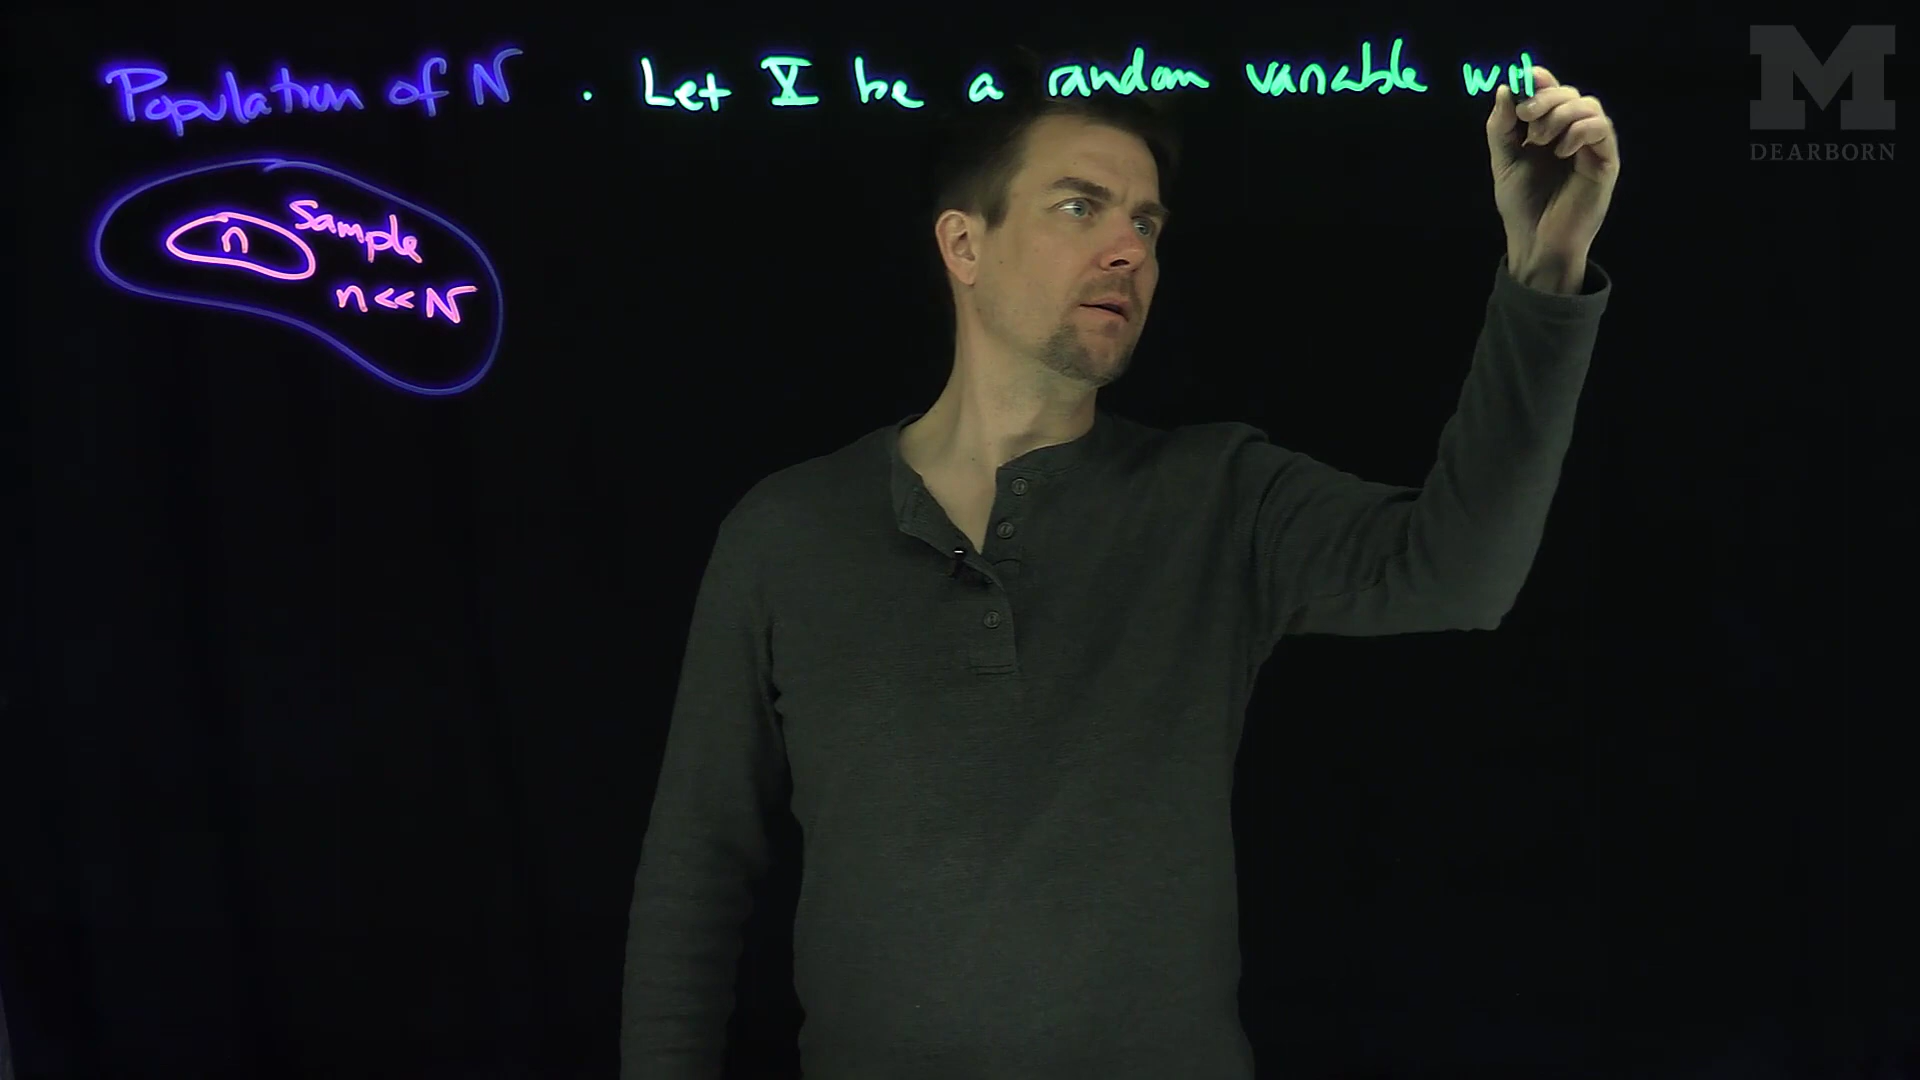 Population of N . Let X be a random variable wit
n Sample
n << N
M
DEARBORN